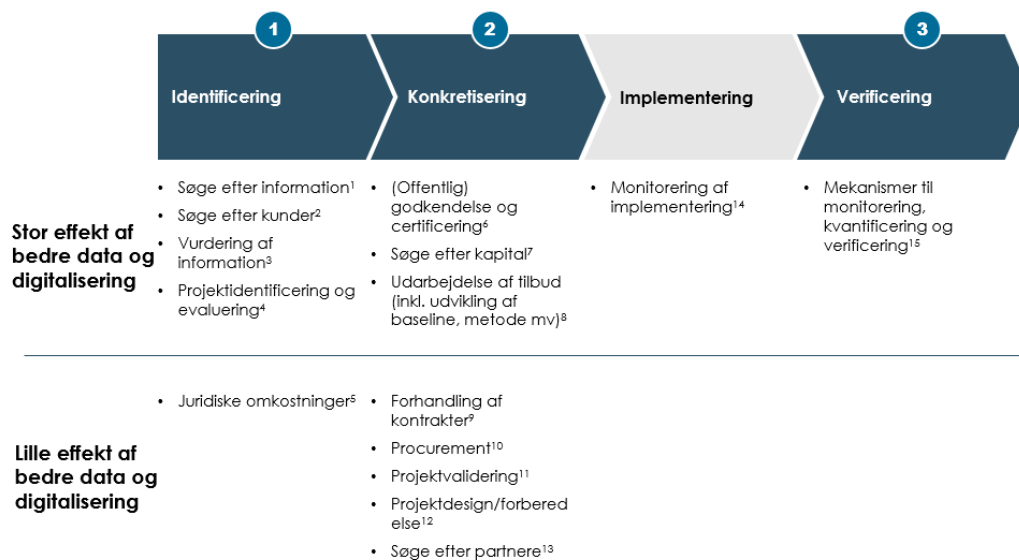 1
2
3
Identificering
Konkretisering
Implementering
Verificering
Stor effekt af
bedre data og
digitalisering
• Søge efter information¹
• Søge efter kunder²
• Vurdering af
information³
• Projektidentificering og
evaluering⁴
• (Offentlig)
godkendelse og
certificering⁶
• Søge efter kapital⁷
• Udarbejdelse af tilbud
(inkl. udvikling af
baseline, metode mv)⁸
• Monitorering af
implementering¹⁴
• Mekanismer til
monitorering,
kvantificering og
verificering¹⁵
Lille effekt af
bedre data og
digitalisering
• Juridiske omkostninger⁵
• Forhandling af
kontrakter⁹
• Procurement¹⁰
• Projektvalidering¹¹
• Projektdesign/forbered
else¹²
• Søge efter partnere¹³